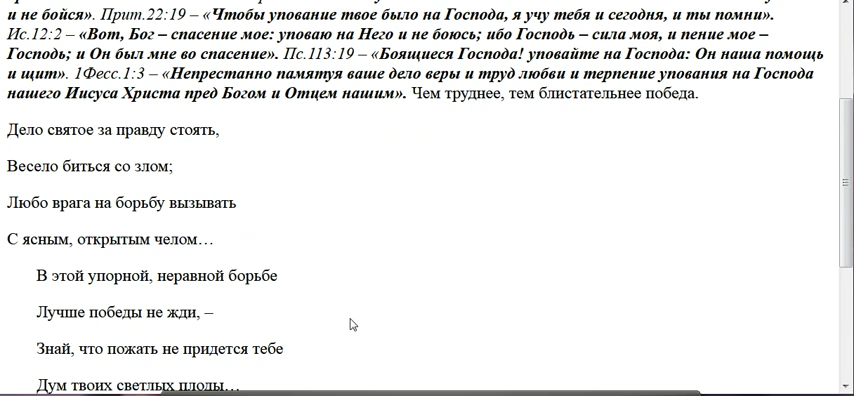 и не бойся». Прит.22:19 – «Чтобы упование твое было на Господа, я учу тебя и сегодня, и ты помни».
Ис.12:2 – «Вот, Бог – спасение мое: уповаю на Него и не боюсь; ибо Господь – сила моя, и пение мое –
Господь; и Он был мне во спасение». Пс.113:19 – «Боящиеся Господа! уповайте на Господа: Он наша помощь
и щит». 1Фесс.1:3 – «Непрестанно памятуя ваше дело веры и труд любви и терпение упования на Господа
нашего Иисуса Христа пред Богом и Отцем нашим». Чем труднее, тем блистательнее победа.
Дело святое за правду стоять,
Весело биться со злом;
Любо врага на борьбу вызывать
С ясным, открытым челом…
В этой упорной, неравной борьбе
Лучше победы не жди, –
Знай, что пожать не придется тебе
Дум твоих светлых плоды…